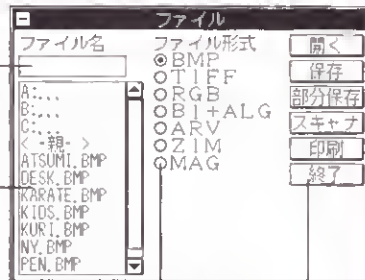 ファイル
ファイル名
A:...
B:...
C:...
< -親- >
ATSUMI.BMP
DESK.BMP
KARATE.BMP
KIDS.BMP
KURI.BMP
NY.BMP
PEN.BMP
ファイル形式
BMP
TIFF
RGB
B1+ALG
ARV
ZIM
MAG
開く
保存
部分保存
スキャナ
印刷
終了